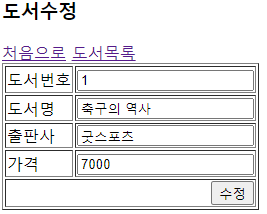 도서수정
처음으로 도서목록
도서번호 1
도서명 축구의 역사
출판사 굿스포츠
가격 7000
수정